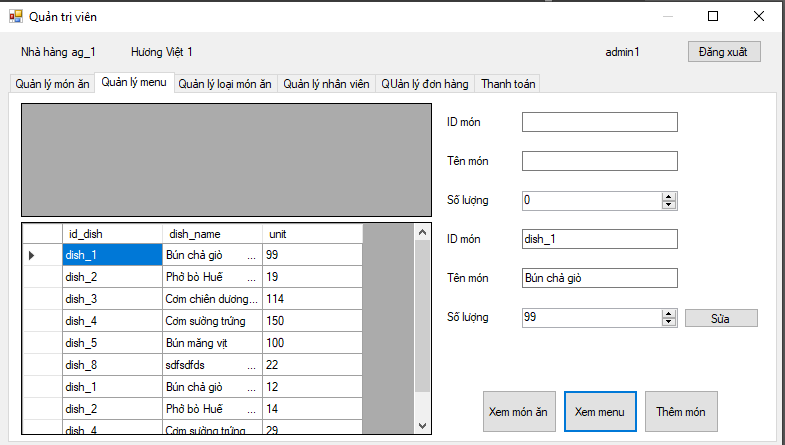 Quản trị viên
Nhà hàng ag_1 Hương Việt 1 admin1 Đăng xuất
Quản lý món ăn Quản lý menu Quản lý loại món ăn Quản lý nhân viên QUản lý đơn hàng Thanh toán
ID món
Tên món
Số lượng 0
ID món dish_1
Tên món Bún chả giò
Số lượng 99 Sửa
id_dish dish_name unit
dish_1 Bún chả giò ... 99
dish_2 Phở bò Huế ... 19
dish_3 Cơm chiên dương... 114
dish_4 Cơm sường trứng 150
dish_5 Bún măng vịt 100
dish_8 sdfsdfds ... 22
dish_1 Bún chả giò ... 12
dish_2 Phở bò Huế ... 14
dish_4 Cơm sường trứng 29
Xem món ăn Xem menu Thêm món